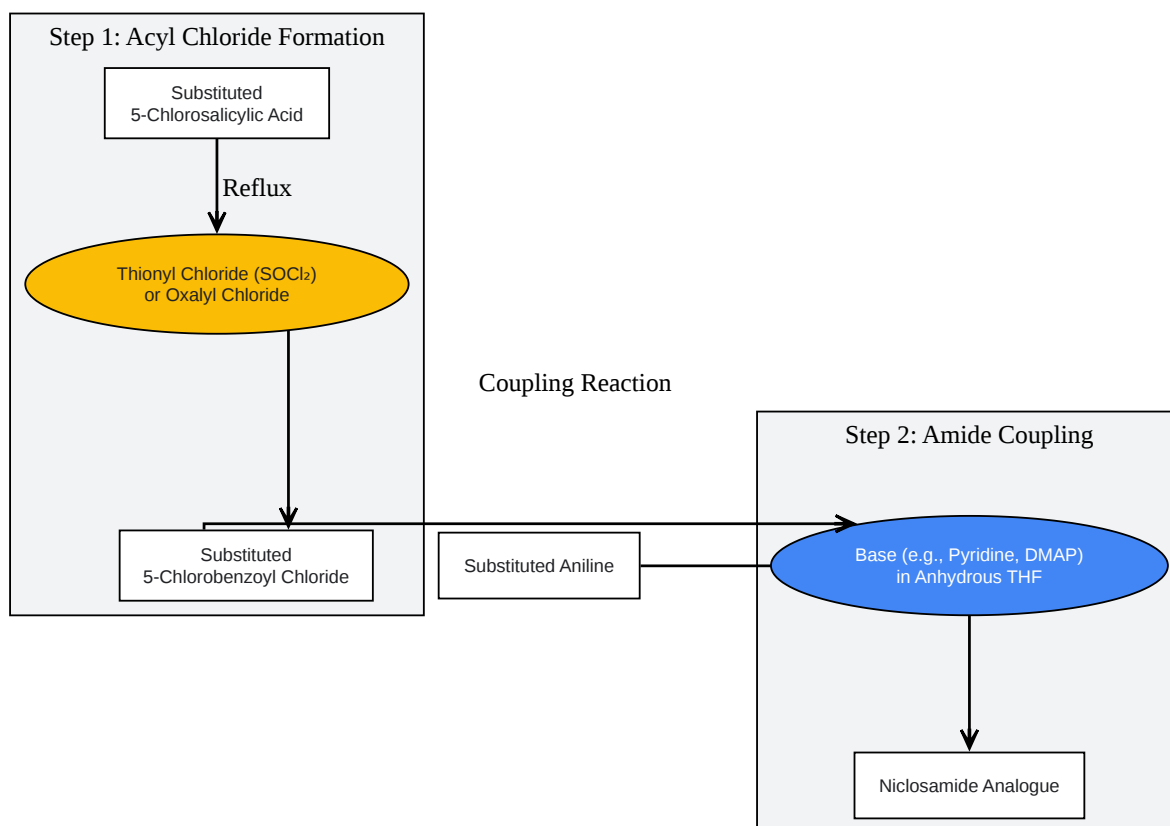 Step 1: Acyl Chloride Formation
Substituted
5-Chlorosalicylic Acid
Reflux
Thionyl Chloride (SOCl₂)
or Oxalyl Chloride
Coupling Reaction
Step 2: Amide Coupling
Substituted
5-Chlorobenzoyl Chloride
Substituted Aniline
Base (e.g., Pyridine, DMAP)
in Anhydrous THF
Niclosamide Analogue